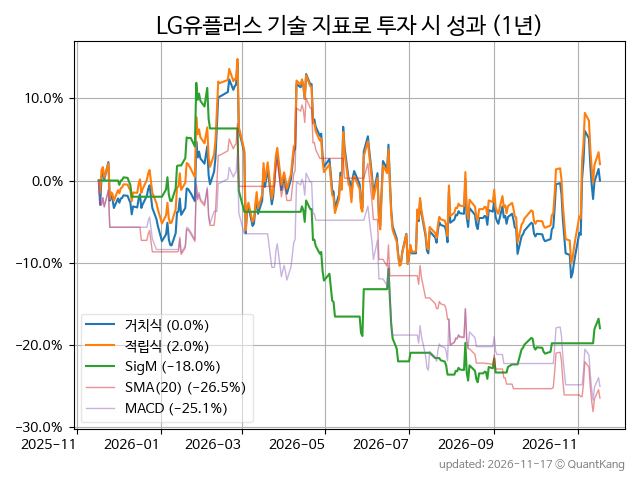 LG유플러스 기술 지표로 투자 시 성과 (1년)
10.0%
0.0%
−10.0%
−20.0%
−30.0%
거치식 (0.0%)
적립식 (2.0%)
SigM (−18.0%)
SMA(20) (−26.5%)
MACD (−25.1%)
2025-11 2026-01 2026-03 2026-05 2026-07 2026-09 2026-11
updated: 2026-11-17 © QuantKang